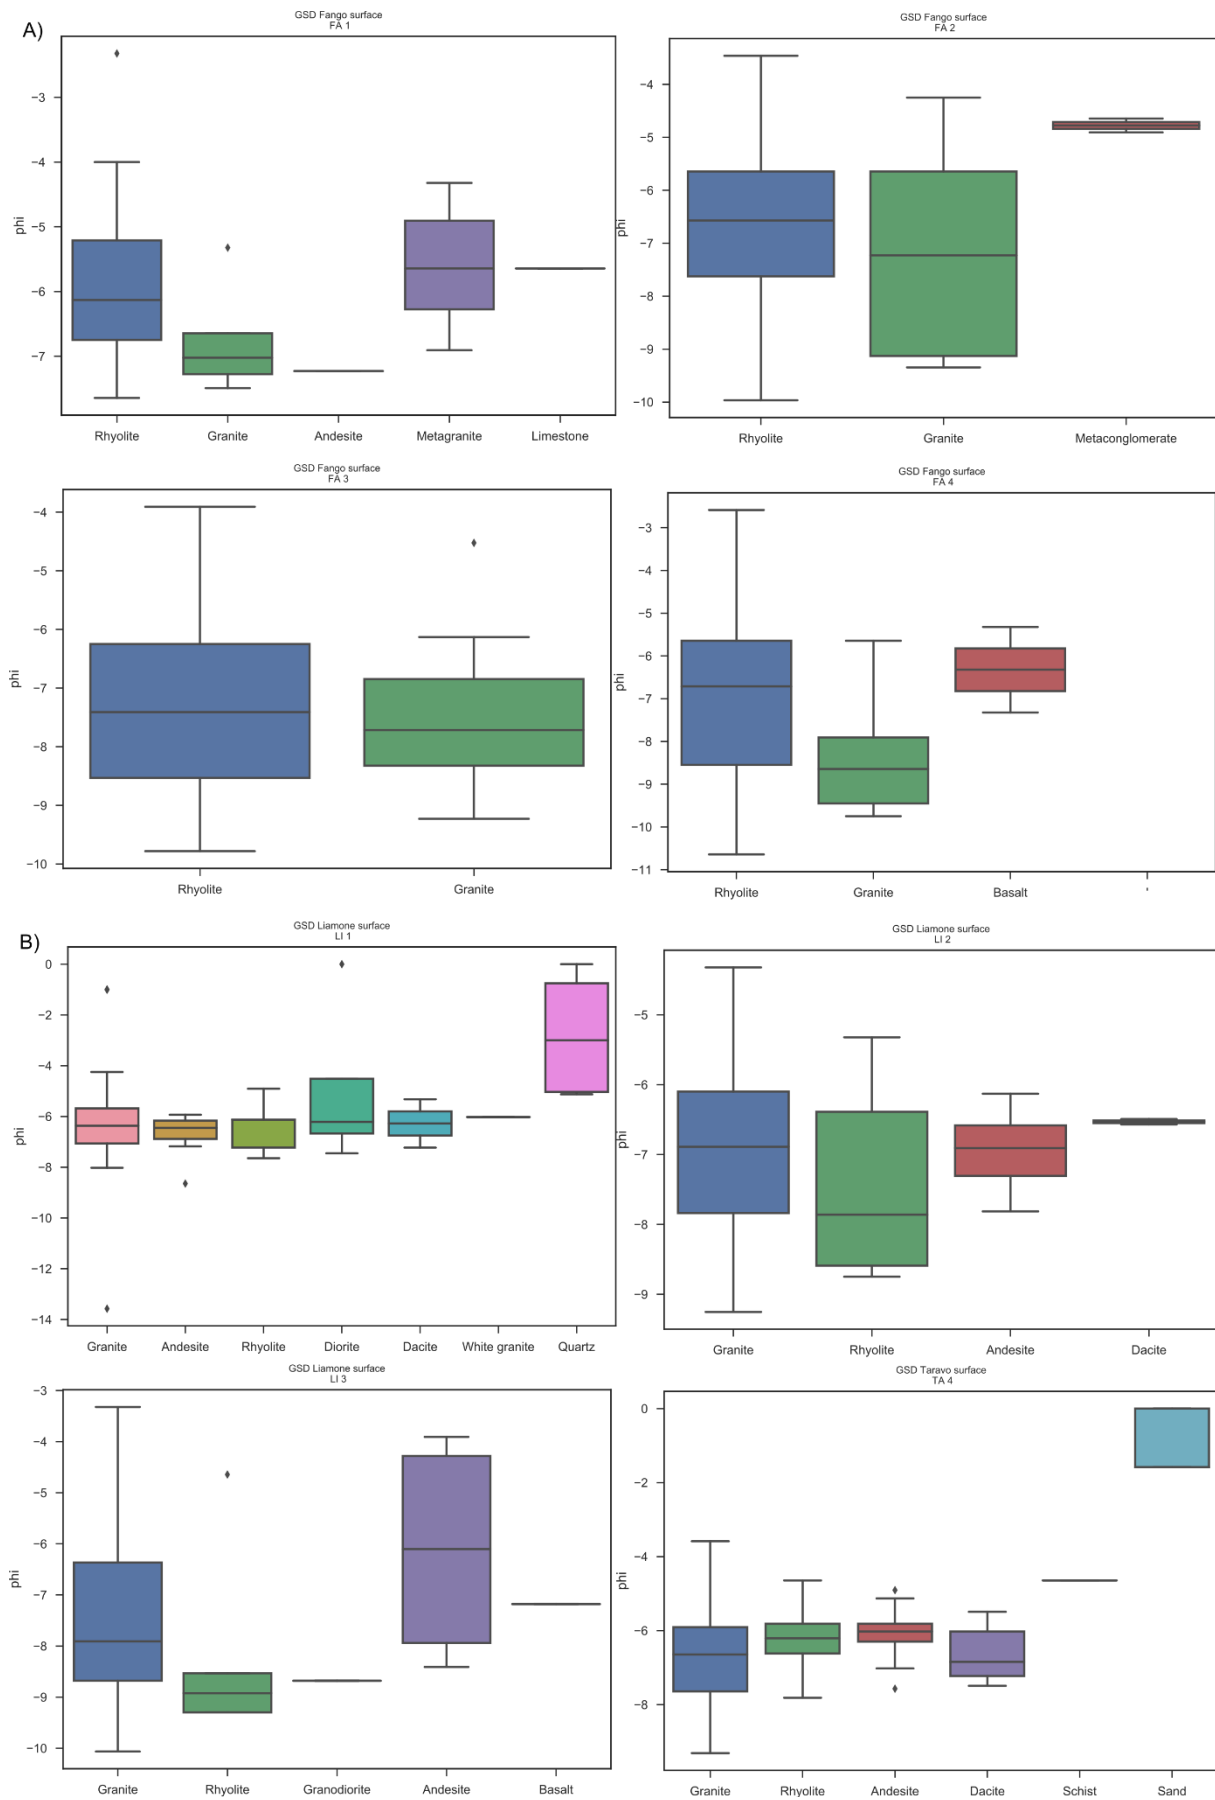 A)
GSD Fango surface
FA 1
phi
−3
−4
−5
−6
−7
Rhyolite Granite Andesite Metagranite Limestone
GSD Fango surface
FA 2
phi
−4
−5
−6
−7
−8
−9
−10
Rhyolite Granite Metaconglomerate
GSD Fango surface
FA 3
phi
−4
−5
−6
−7
−8
−9
−10
Rhyolite Granite
GSD Fango surface
FA 4
phi
−3
−4
−5
−6
−7
−8
−9
−10
−11
Rhyolite Granite Basalt
B)
GSD Liamone surface
LI 1
phi
0
−2
−4
−6
−8
−10
−12
−14
Granite Andesite Rhyolite Diorite Dacite White granite Quartz
GSD Liamone surface
LI 2
phi
−5
−6
−7
−8
−9
Granite Rhyolite Andesite Dacite
GSD Liamone surface
LI 3
phi
−3
−4
−5
−6
−7
−8
−9
−10
Granite Rhyolite Granodiorite Andesite Basalt
GSD Taravo surface
TA 4
phi
0
−2
−4
−6
−8
Granite Rhyolite Andesite Dacite Schist Sand